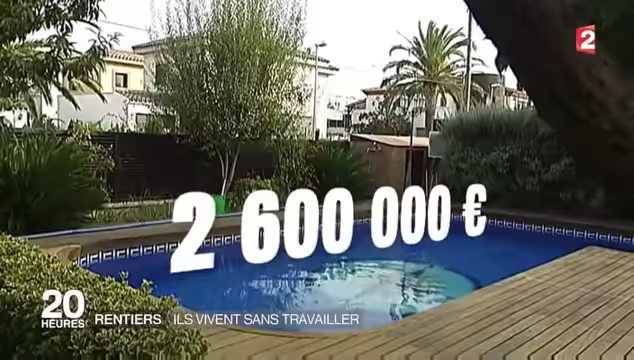 2
2 600 000 €
20 HEURES RENTIERS ILS VIVENT SANS TRAVAILLER